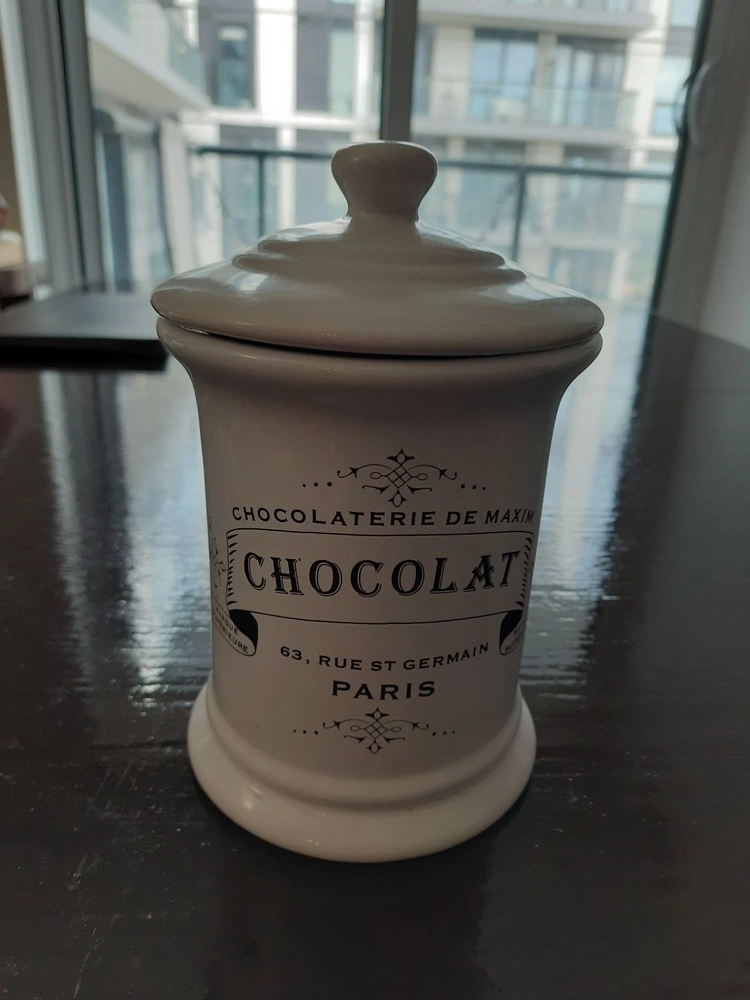 CHOCOLATERIE DE MAXIM
CHOCOLAT
63, RUE ST GERMAIN
PARIS